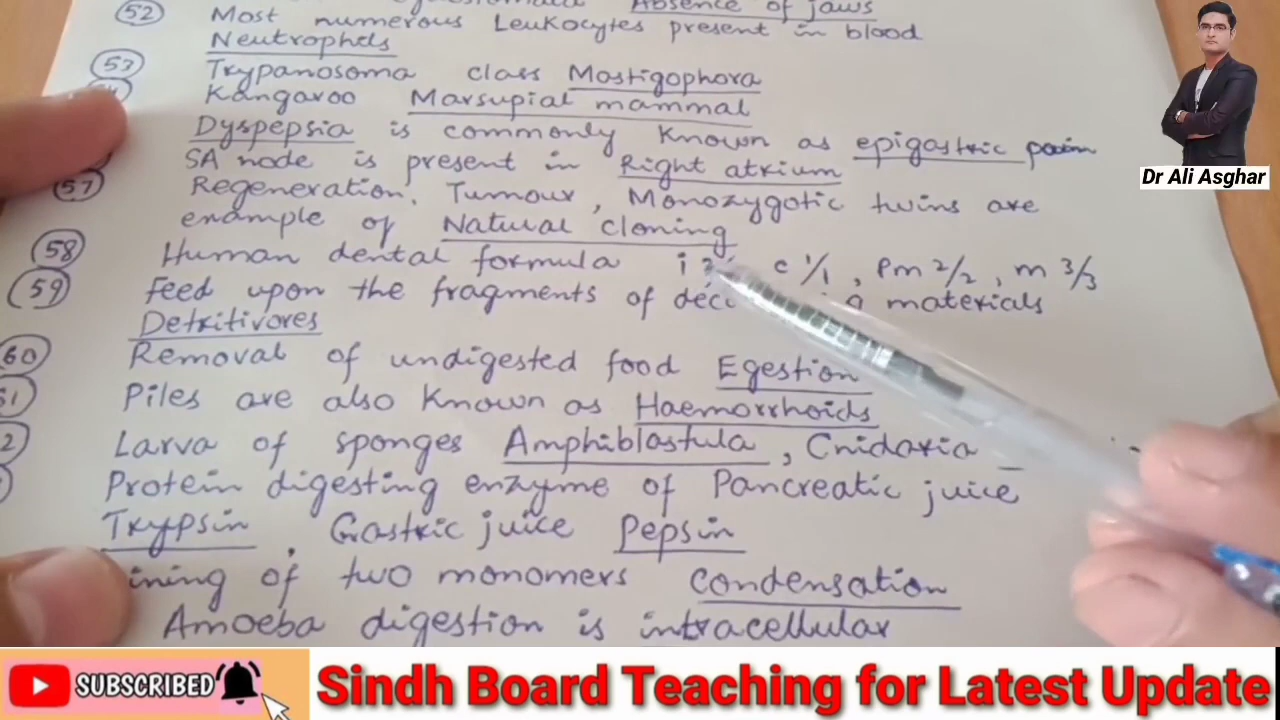 Absence of jaws
52 Most numerous Leukocytes present in blood
Neutrophels
53 Trypanosoma class Mastigophora
Kangaroo Marsupial mammal
Dyspepsia is commonly known as epigastric pain
SA node is present in Right atrium
57 Regeneration, Tumour, Monozygotic twins are
example of Natural cloning
58 Human dental formula i c 1/1, Pm 2/2, m 3/3
59 Feed upon the fragments of materials
Detritivores
60 Removal of undigested food Egestion
Piles are also Known as Haemorrhoids
Larva of sponges Amphiblastula, Cnidaria _
Protein digesting enzyme of Pancreatic juice
Trypsin, Gastric juice Pepsin
of two monomers condensation
Amoeba digestion is intracellular
Dr Ali Asghar
SUBSCRIBED Sindh Board Teaching for Latest Update